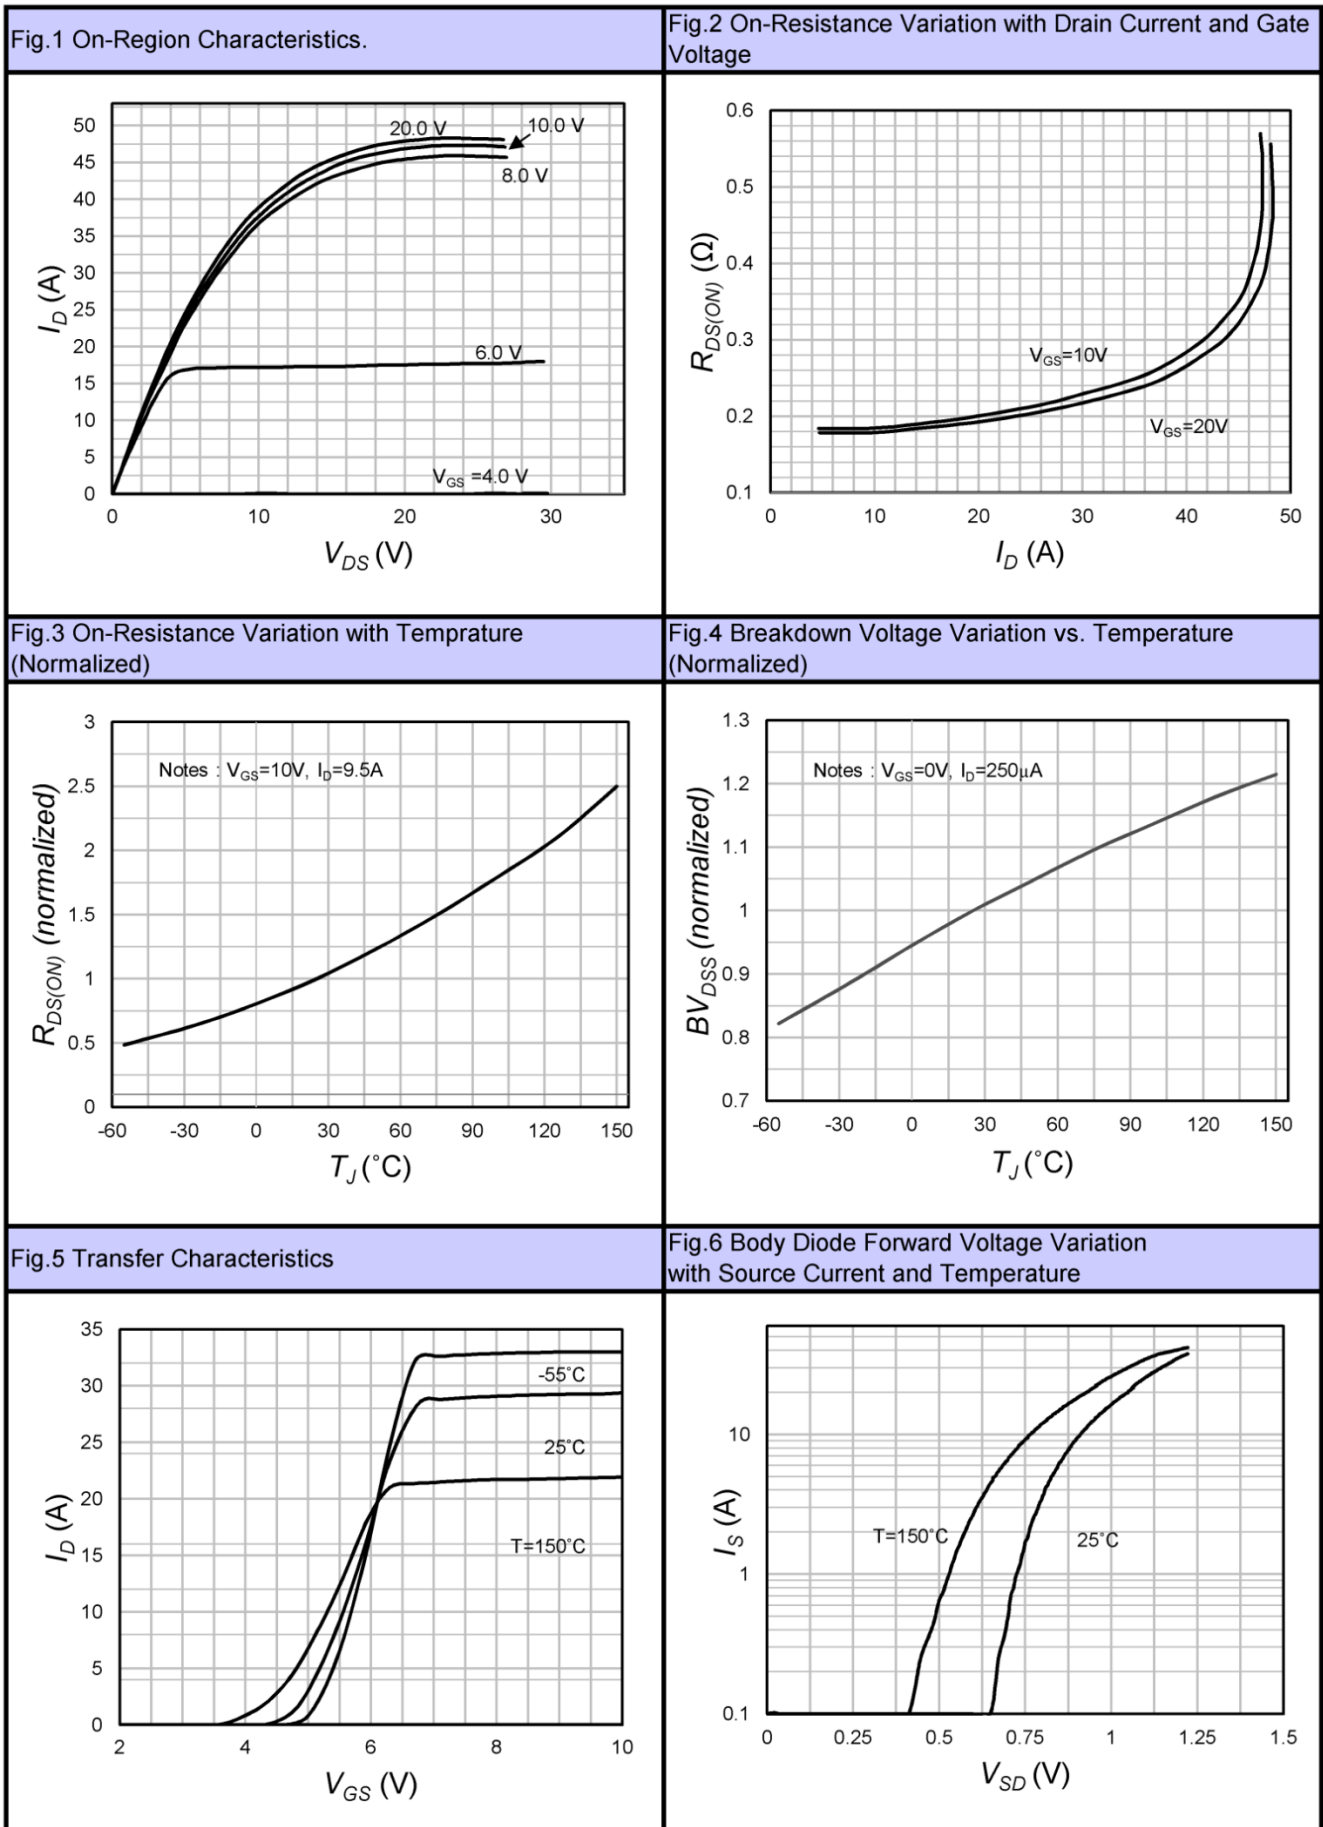 Fig.1 On-Region Characteristics.
Fig.2 On-Resistance Variation with Drain Current and Gate
Voltage
50
45
40
35
30
25
20
15
10
5
0
I_D (A)
20.0 V
10.0 V
8.0 V
6.0 V
V_GS =4.0 V
0 10 20 30
V_DS (V)
0.6
0.5
0.4
0.3
0.2
0.1
R_DS(ON) (Ω)
V_GS=10V
V_GS=20V
0 10 20 30 40 50
I_D (A)
Fig.3 On-Resistance Variation with Temprature
(Normalized)
Fig.4 Breakdown Voltage Variation vs. Temperature
(Normalized)
3
2.5
2
1.5
1
0.5
0
R_DS(ON) (normalized)
Notes : V_GS=10V, I_D=9.5A
-60 -30 0 30 60 90 120 150
T_J (˚C)
1.3
1.2
1.1
1
0.9
0.8
0.7
BV_DSS (normalized)
Notes : V_GS=0V, I_D=250μA
-60 -30 0 30 60 90 120 150
T_J (˚C)
Fig.5 Transfer Characteristics
Fig.6 Body Diode Forward Voltage Variation
with Source Current and Temperature
35
30
25
20
15
10
5
0
I_D (A)
-55˚C
25˚C
T=150˚C
2 4 6 8 10
V_GS (V)
10
1
0.1
I_S (A)
T=150˚C
25˚C
0 0.25 0.5 0.75 1 1.25 1.5
V_SD (V)